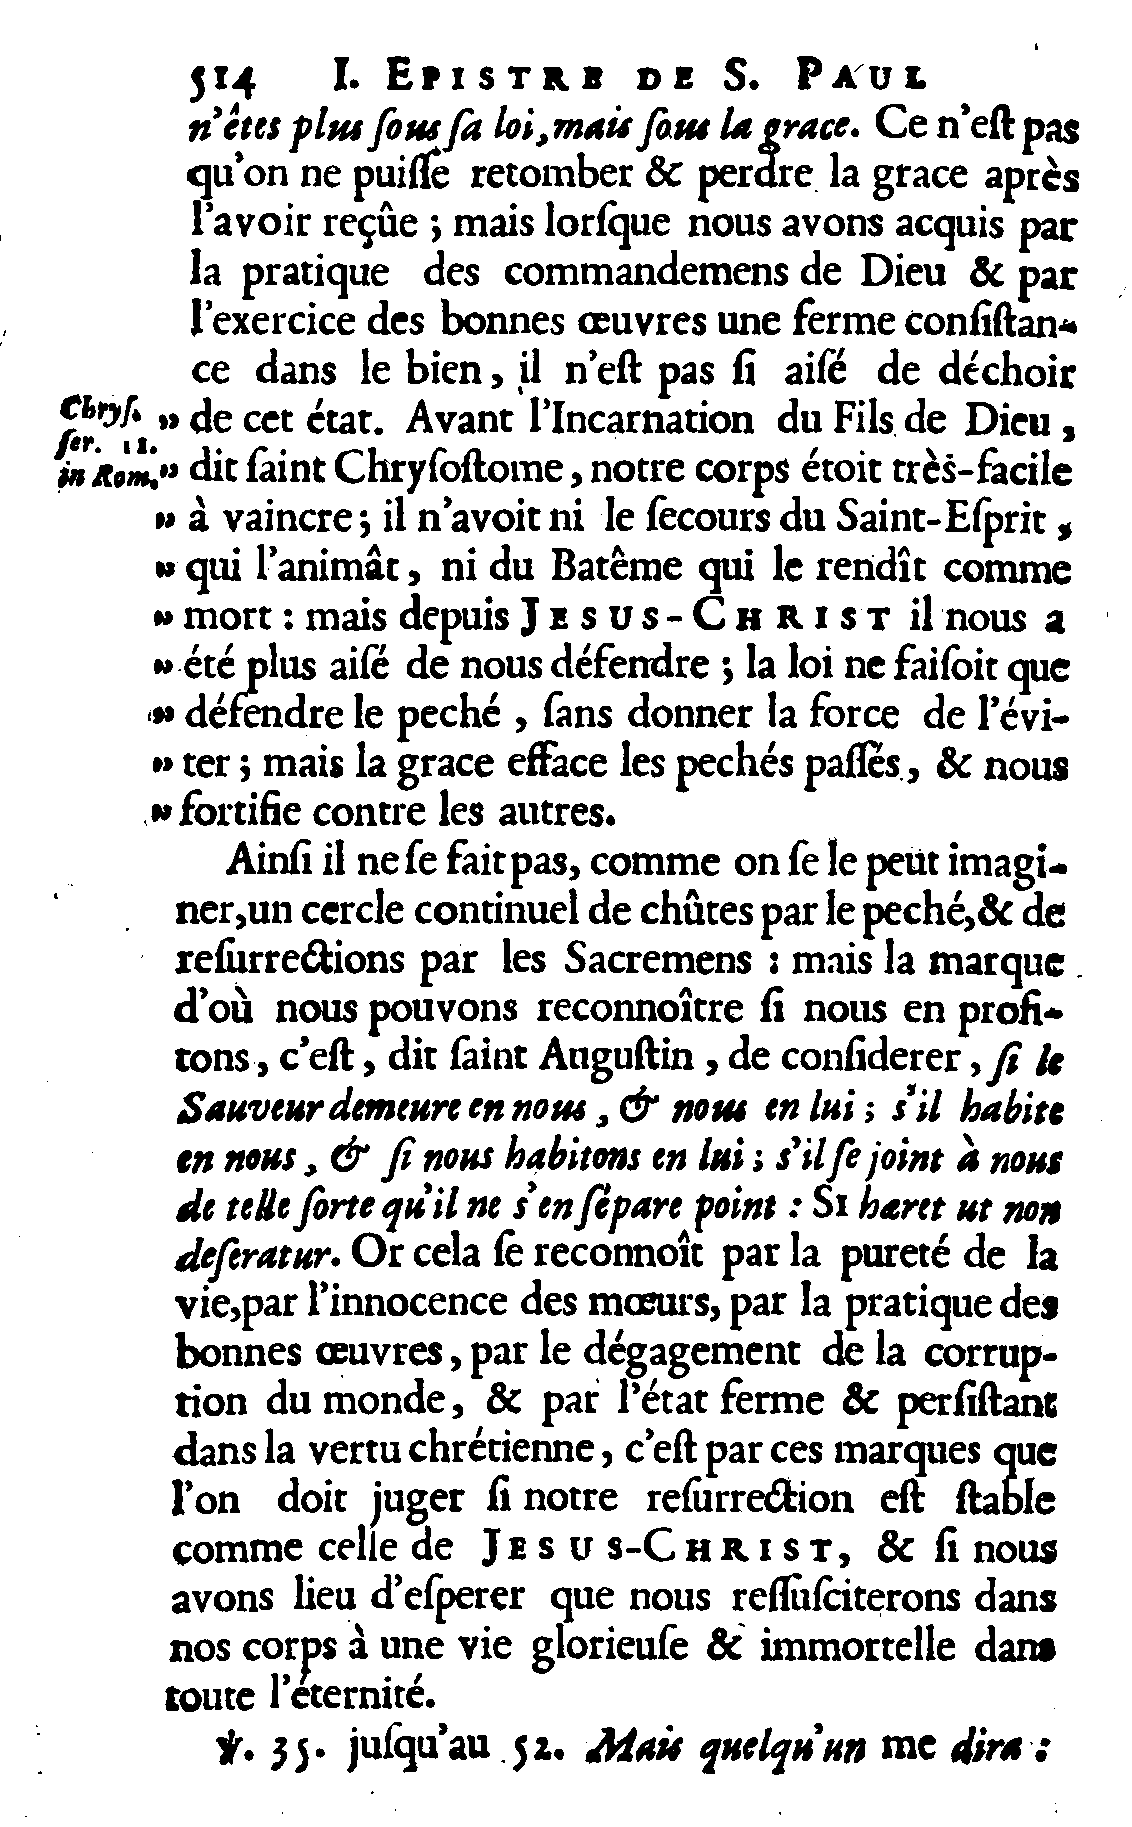 514 I. EPISTRE DE S. PAUL
n'êtes plus ſous ſa loi, mais ſous la grace. Ce n'eſt pas
qu'on ne puiſſe retomber & perdre la grace après
l'avoir reçûe ; mais lorſque nous avons acquis par
la pratique des commandemens de Dieu & par
l'exercice des bonnes œuvres une ferme conſiſtan-
ce dans le bien, il n'eſt pas ſi aiſé de déchoir
Chryſ. ſer. 11. in Rom.
" de cet état. Avant l'Incarnation du Fils de Dieu,
" dit ſaint Chryſoſtome, notre corps étoit très-facile
" à vaincre ; il n'avoit ni le ſecours du Saint-Eſprit,
" qui l'animât, ni du Batême qui le rendît comme
" mort : mais depuis JESUS-CHRIST il nous a
" été plus aiſé de nous défendre ; la loi ne faiſoit que
" défendre le peché, ſans donner la force de l'évi-
" ter ; mais la grace efface les pechés paſſés, & nous
" fortifie contre les autres.
Ainſi il ne ſe fait pas, comme on ſe le peut imagi-
ner, un cercle continuel de chûtes par le peché, & de
reſurrections par les Sacremens : mais la marque
d'où nous pouvons reconnoître ſi nous en profi-
tons, c'eſt, dit ſaint Auguſtin, de conſiderer, ſi le
Sauveur demeure en nous, & nous en lui ; s'il habite
en nous, & ſi nous habitons en lui ; s'il ſe joint à nous
de telle ſorte qu'il ne s'en ſépare point : SI hæret ut non
deſeratur. Or cela ſe reconnoît par la pureté de la
vie, par l'innocence des mœurs, par la pratique des
bonnes œuvres, par le dégagement de la corrup-
tion du monde, & par l'état ferme & perſiſtant
dans la vertu chrétienne, c'eſt par ces marques que
l'on doit juger ſi notre reſurrection eſt ſtable
comme celle de JESUS-CHRIST, & ſi nous
avons lieu d'eſperer que nous reſſuſciterons dans
nos corps à une vie glorieuſe & immortelle dans
toute l'éternité.
℣. 35. juſqu'au 52. Mais quelqu'un me dira :